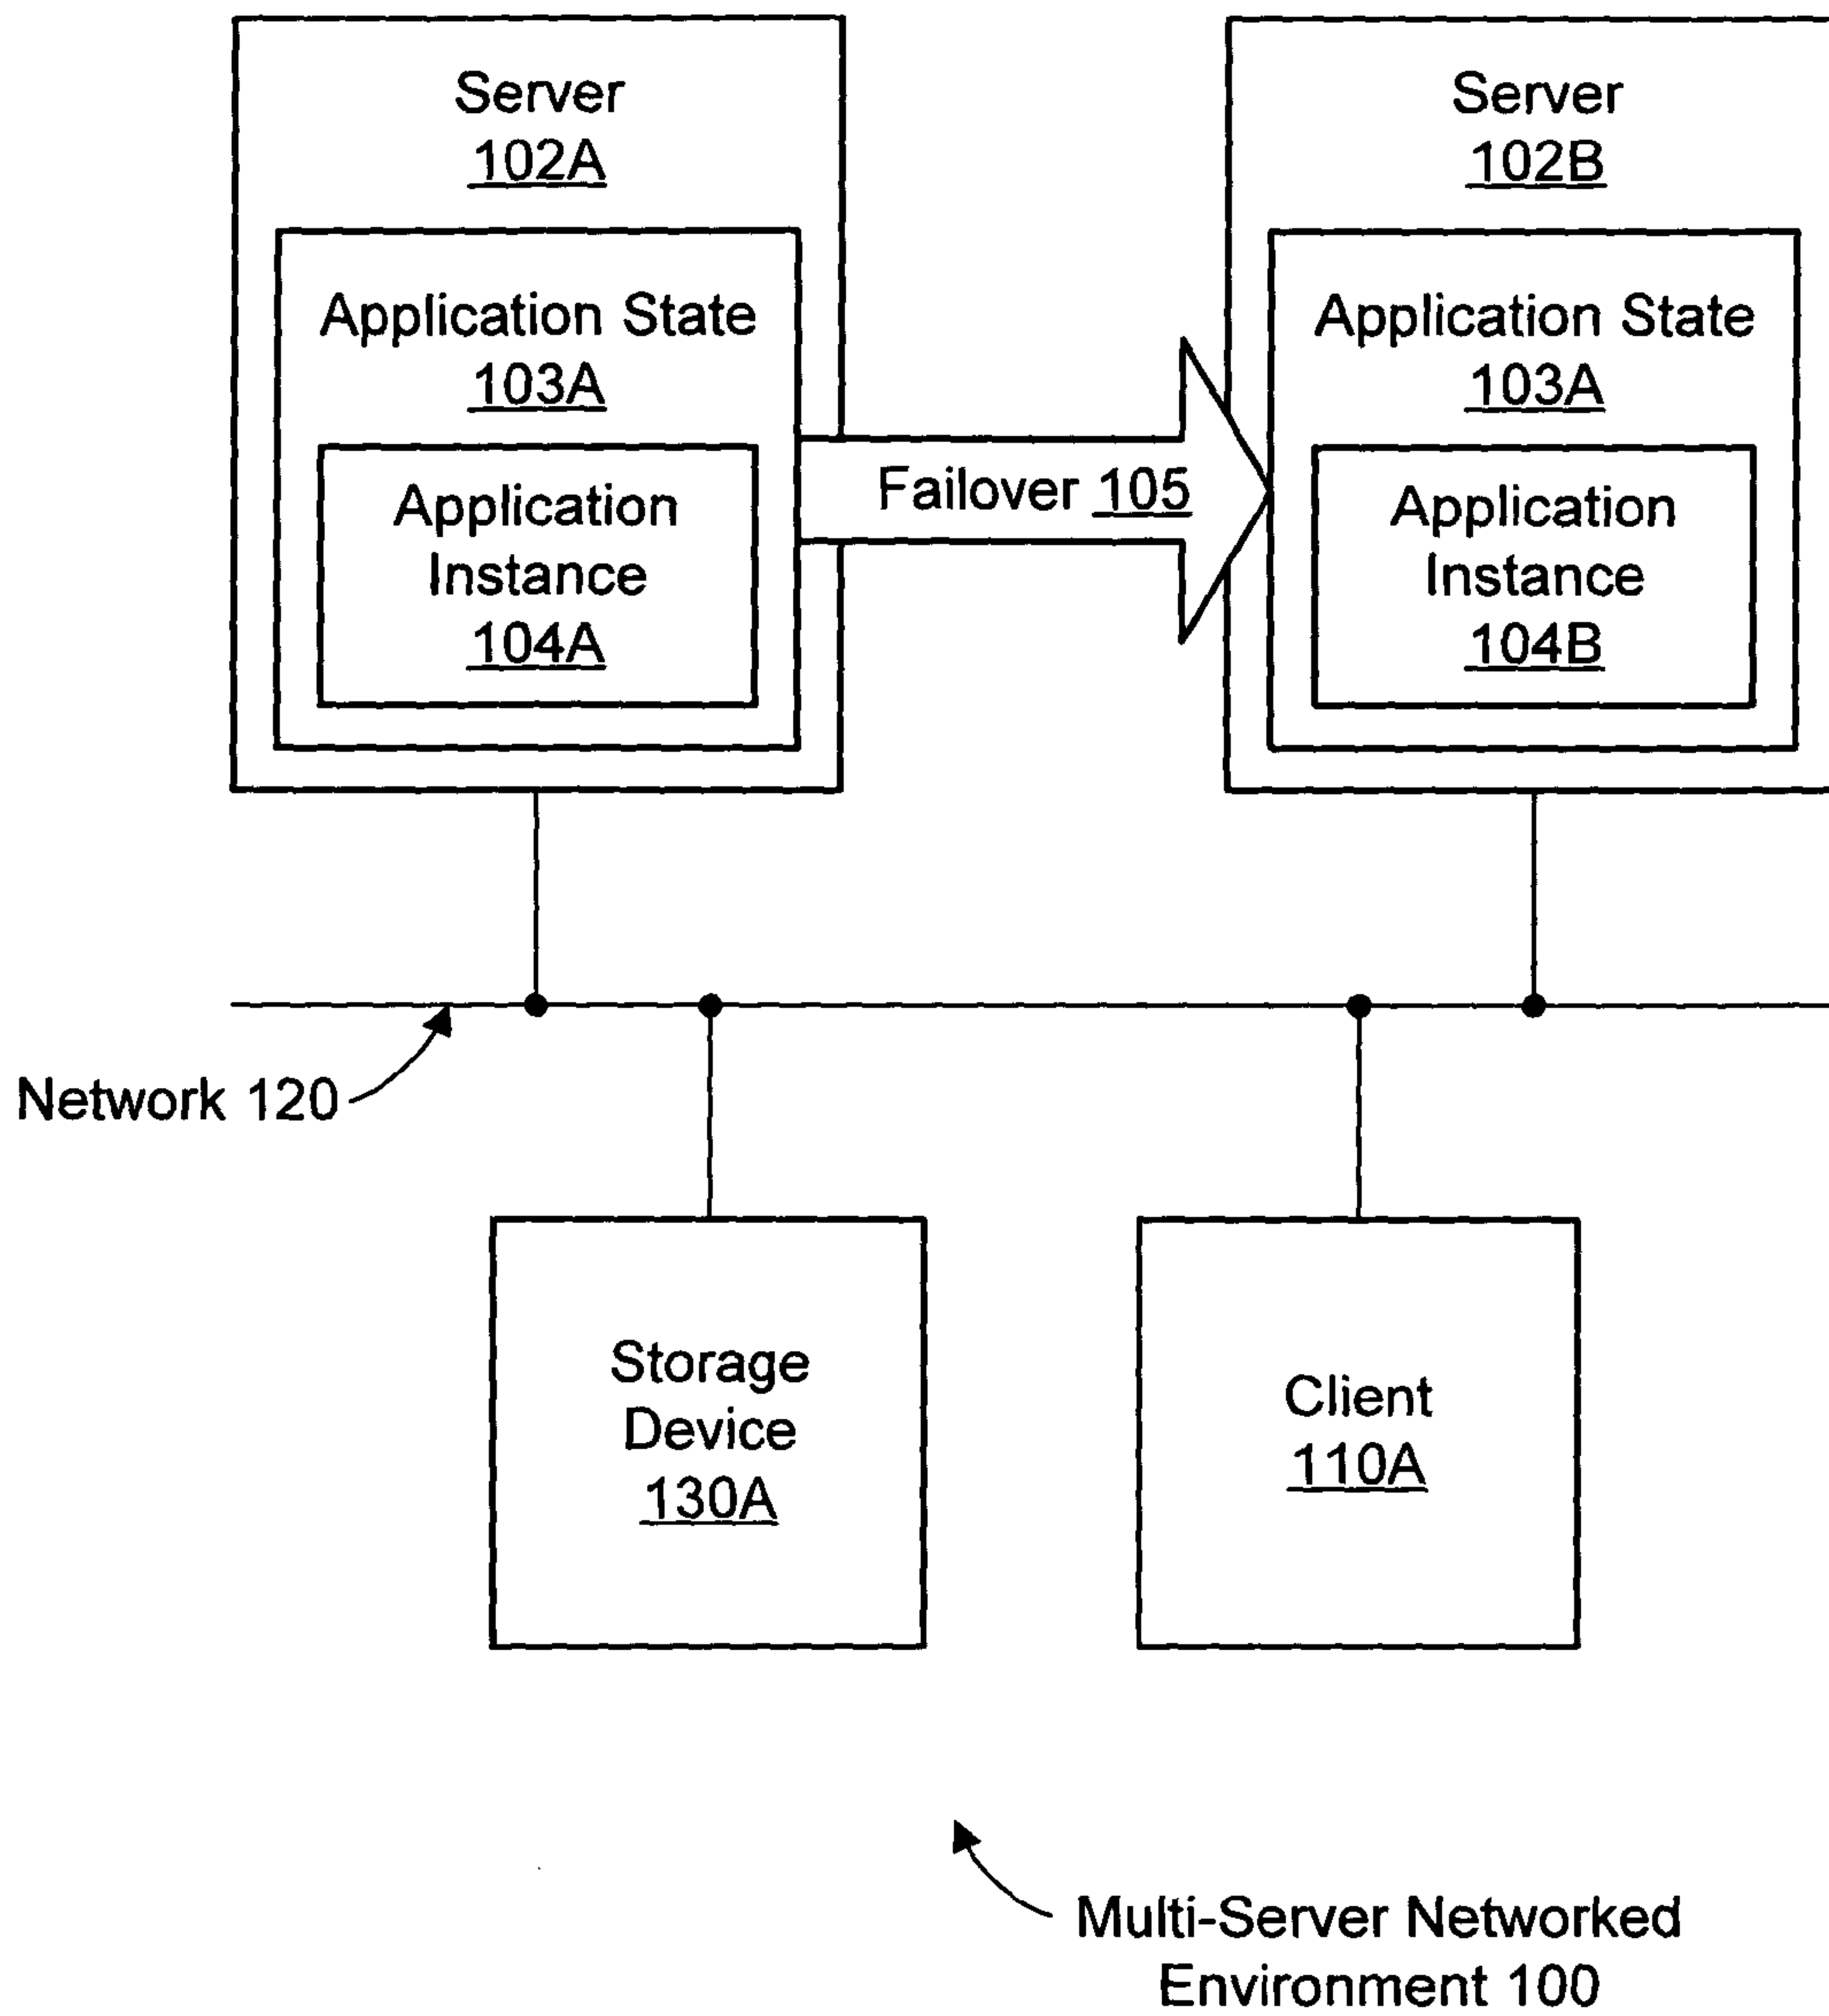 Server
102A
Application State
103A
Application
Instance
104A
Failover 105
Server
102B
Application State
103A
Application
Instance
104B
Network 120
Storage
Device
130A
Client
110A
Multi-Server Networked
Environment 100